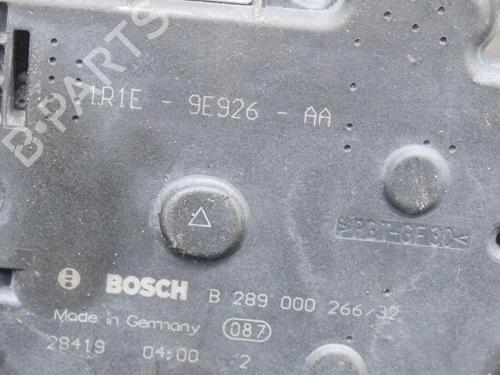 1R1E - 9E926 - AA
>PBT-GF30<
BOSCH B 289 000 266/32
Made in Germany 087
28419 04:00 2
B-PARTS